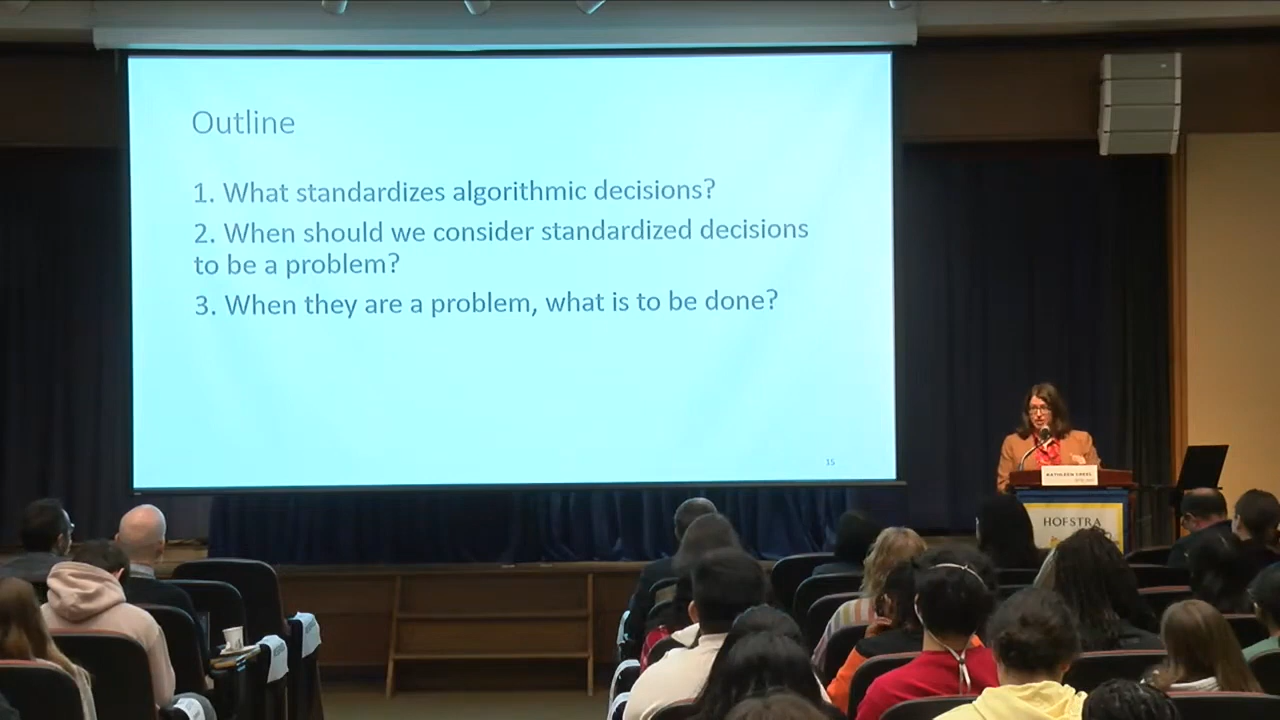 Outline
1. What standardizes algorithmic decisions?
2. When should we consider standardized decisions
to be a problem?
3. When they are a problem, what is to be done?
15
KATHLEEN CREEL
HOFSTRA